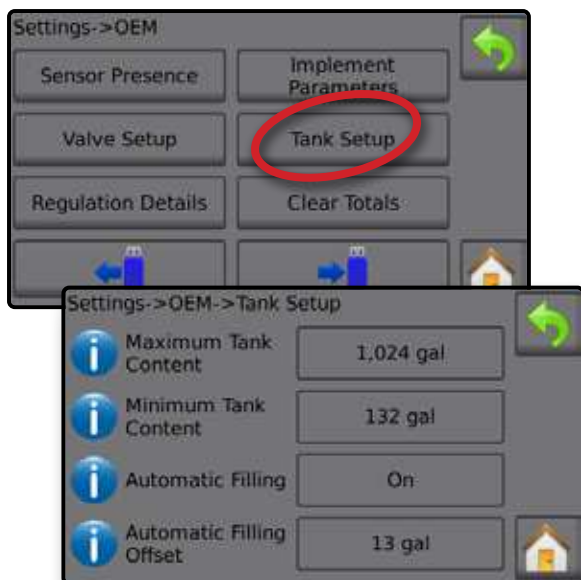 Settings->OEM
Sensor Presence
Implement
Parameters
Valve Setup
Tank Setup
Regulation Details
Clear Totals
Settings->OEM->Tank Setup
Maximum Tank
Content
1,024 gal
Minimum Tank
Content
132 gal
Automatic Filling
On
Automatic Filling
Offset
13 gal